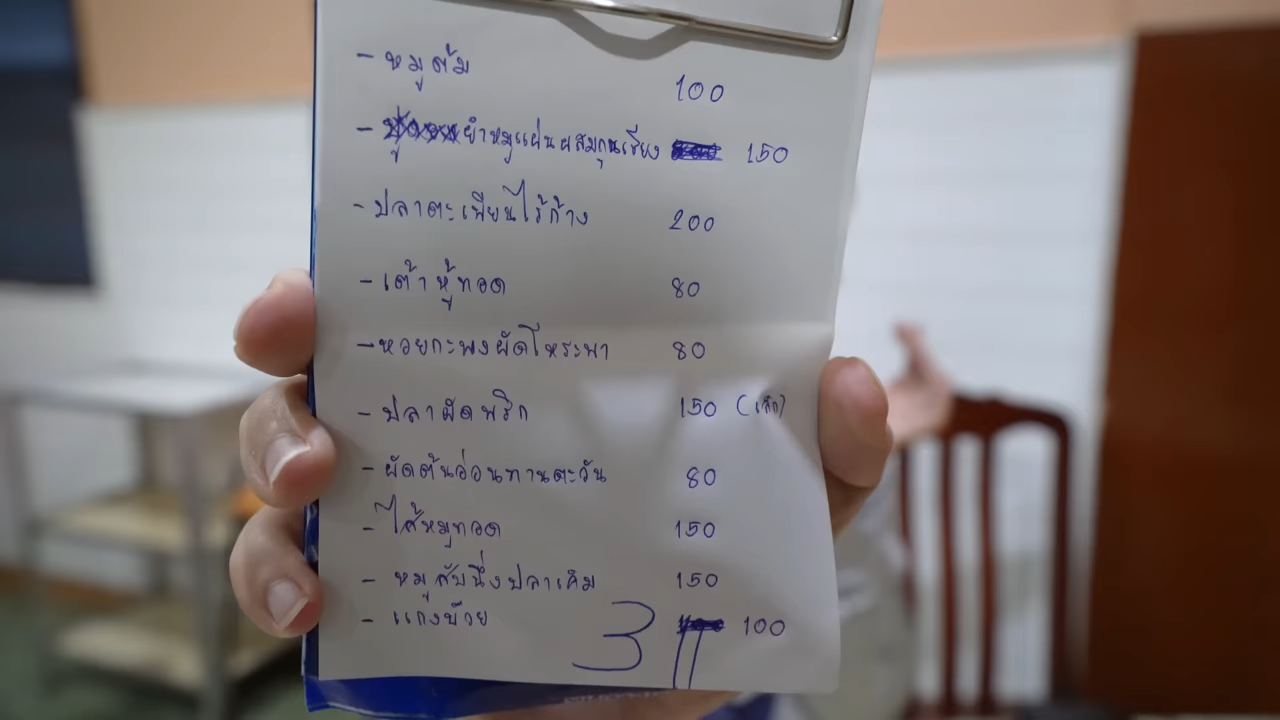 - หมูต้ม 100
- ยำหมูแผ่นผสมกุนเชียง 150
- ปลาตะเพียนไร้ก้าง 200
- เต้าหู้ทอด 80
- หอยกะพงผัดโหระพา 80
- ปลาผัดพริก 150 (เล็ก)
- ผัดต้นอ่อนทานตะวัน 80
- ไส้หมูทอด 150
- หมูสับนึ่งปลาเค็ม 150
- แกงบ๊วย 100
3